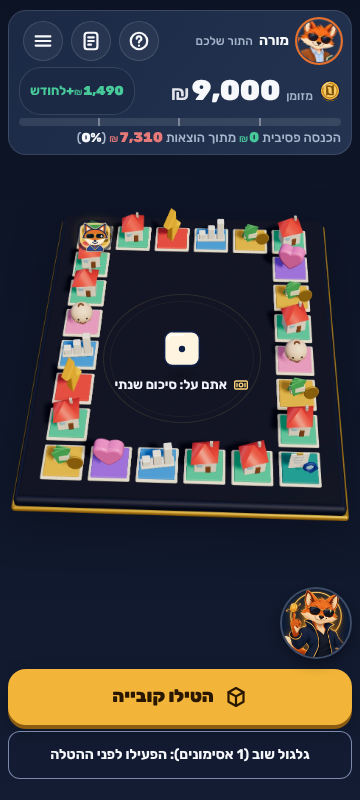 מורה התור שלכם
מזומן 9,000 ₪
+1,490₪ לחודש
הכנסה פסיבית 0₪ מתוך הוצאות 7,310₪ (0%)
אתם על: סיכום שנתי
הטילו קובייה
גלגול שוב (1 אסימונים): הפעילו לפני ההטלה